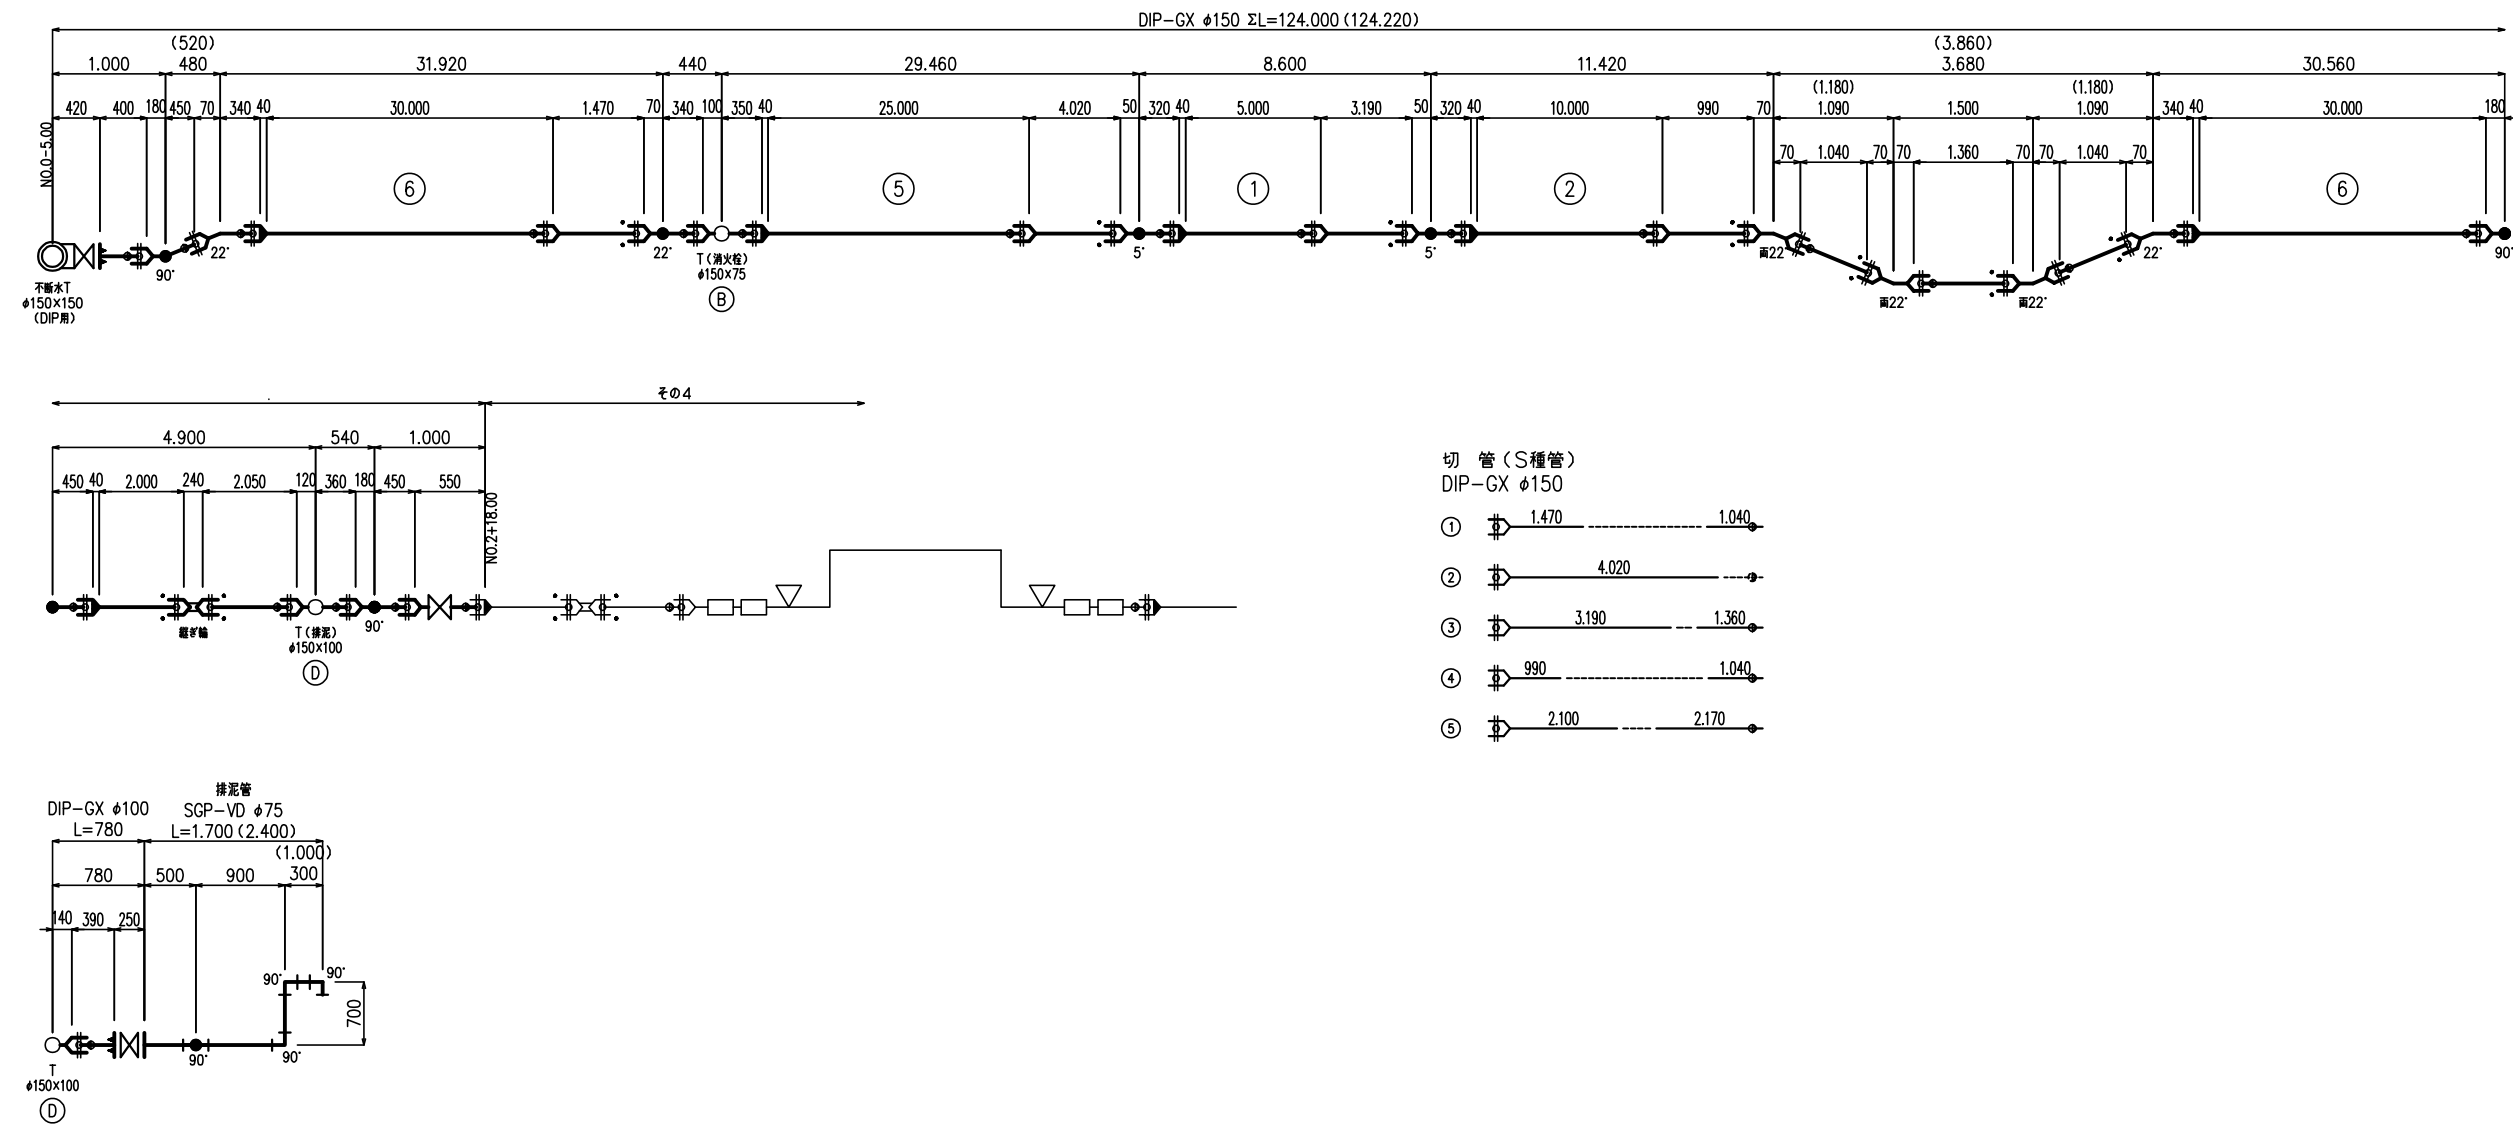 DIP-GX φ150 ΣL=124.000(124.220)
(520) (3.860)
1.000 480 31.920 440 29.460 8.600 11.420 3.680 30.560
(1.180) (1.180)
420 400 180 450 70 340 40 30.000 1.470 70 340 100 350 40 25.000 4.020 50 320 40 5.000 3.190 50 320 40 10.000 990 70 1.090 1.500 1.090 340 40 30.000 180
NO.0-5.00
70 1.040 70 70 1.360 70 70 1.040 70
⑥ ⑤ ① ② ⑥
90° 22° 22° 5° 5° 両22° 両22° 両22° 22° 90°
T(消火栓)
φ150×75
Ⓑ
不断水T
φ150×150
(DIP用)
その4
4.900 540 1.000
450 40 2.000 240 2.050 120 360 180 450 550
NO.2+18.00
継ぎ輪
T(排泥)
φ150×100
Ⓓ
90°
切 管(S種管)
DIP-GX φ150
① 1.470 1.040
② 4.020
③ 3.190 1.360
④ 990 1.040
⑤ 2.100 2.170
排泥管
DIP-GX φ100 SGP-VD φ75
L=780 L=1.700(2.400)
(1.000)
780 500 900 300
140 390 250
90° 90°
700
90° 90°
T
φ150×100
Ⓓ